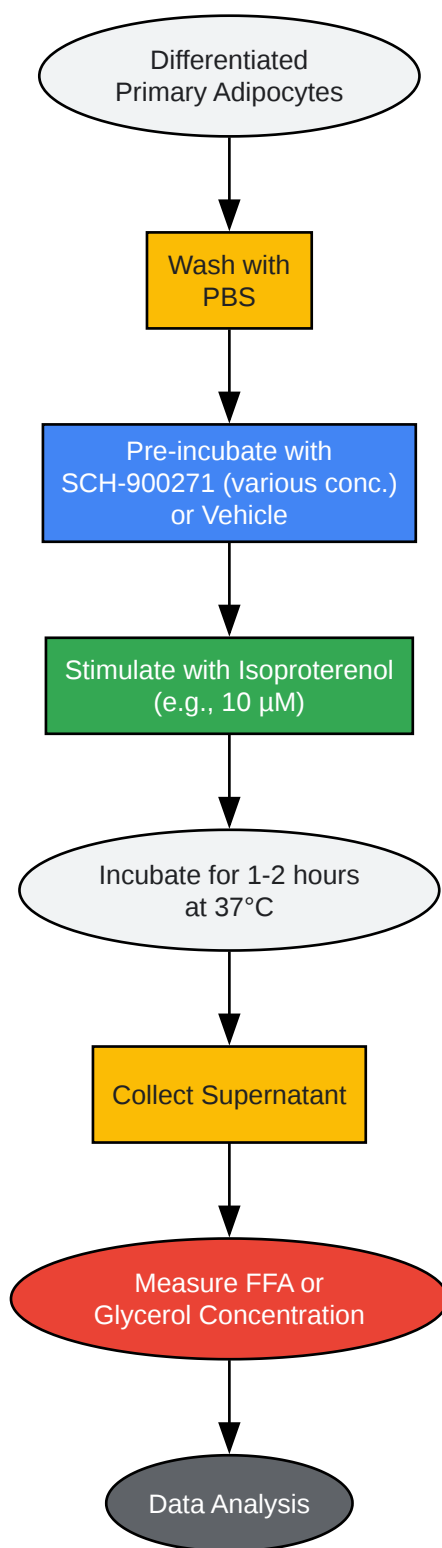 Differentiated
Primary Adipocytes
Wash with
PBS
Pre-incubate with
SCH-900271 (various conc.)
or Vehicle
Stimulate with Isoproterenol
(e.g., 10 µM)
Incubate for 1-2 hours
at 37°C
Collect Supernatant
Measure FFA or
Glycerol Concentration
Data Analysis